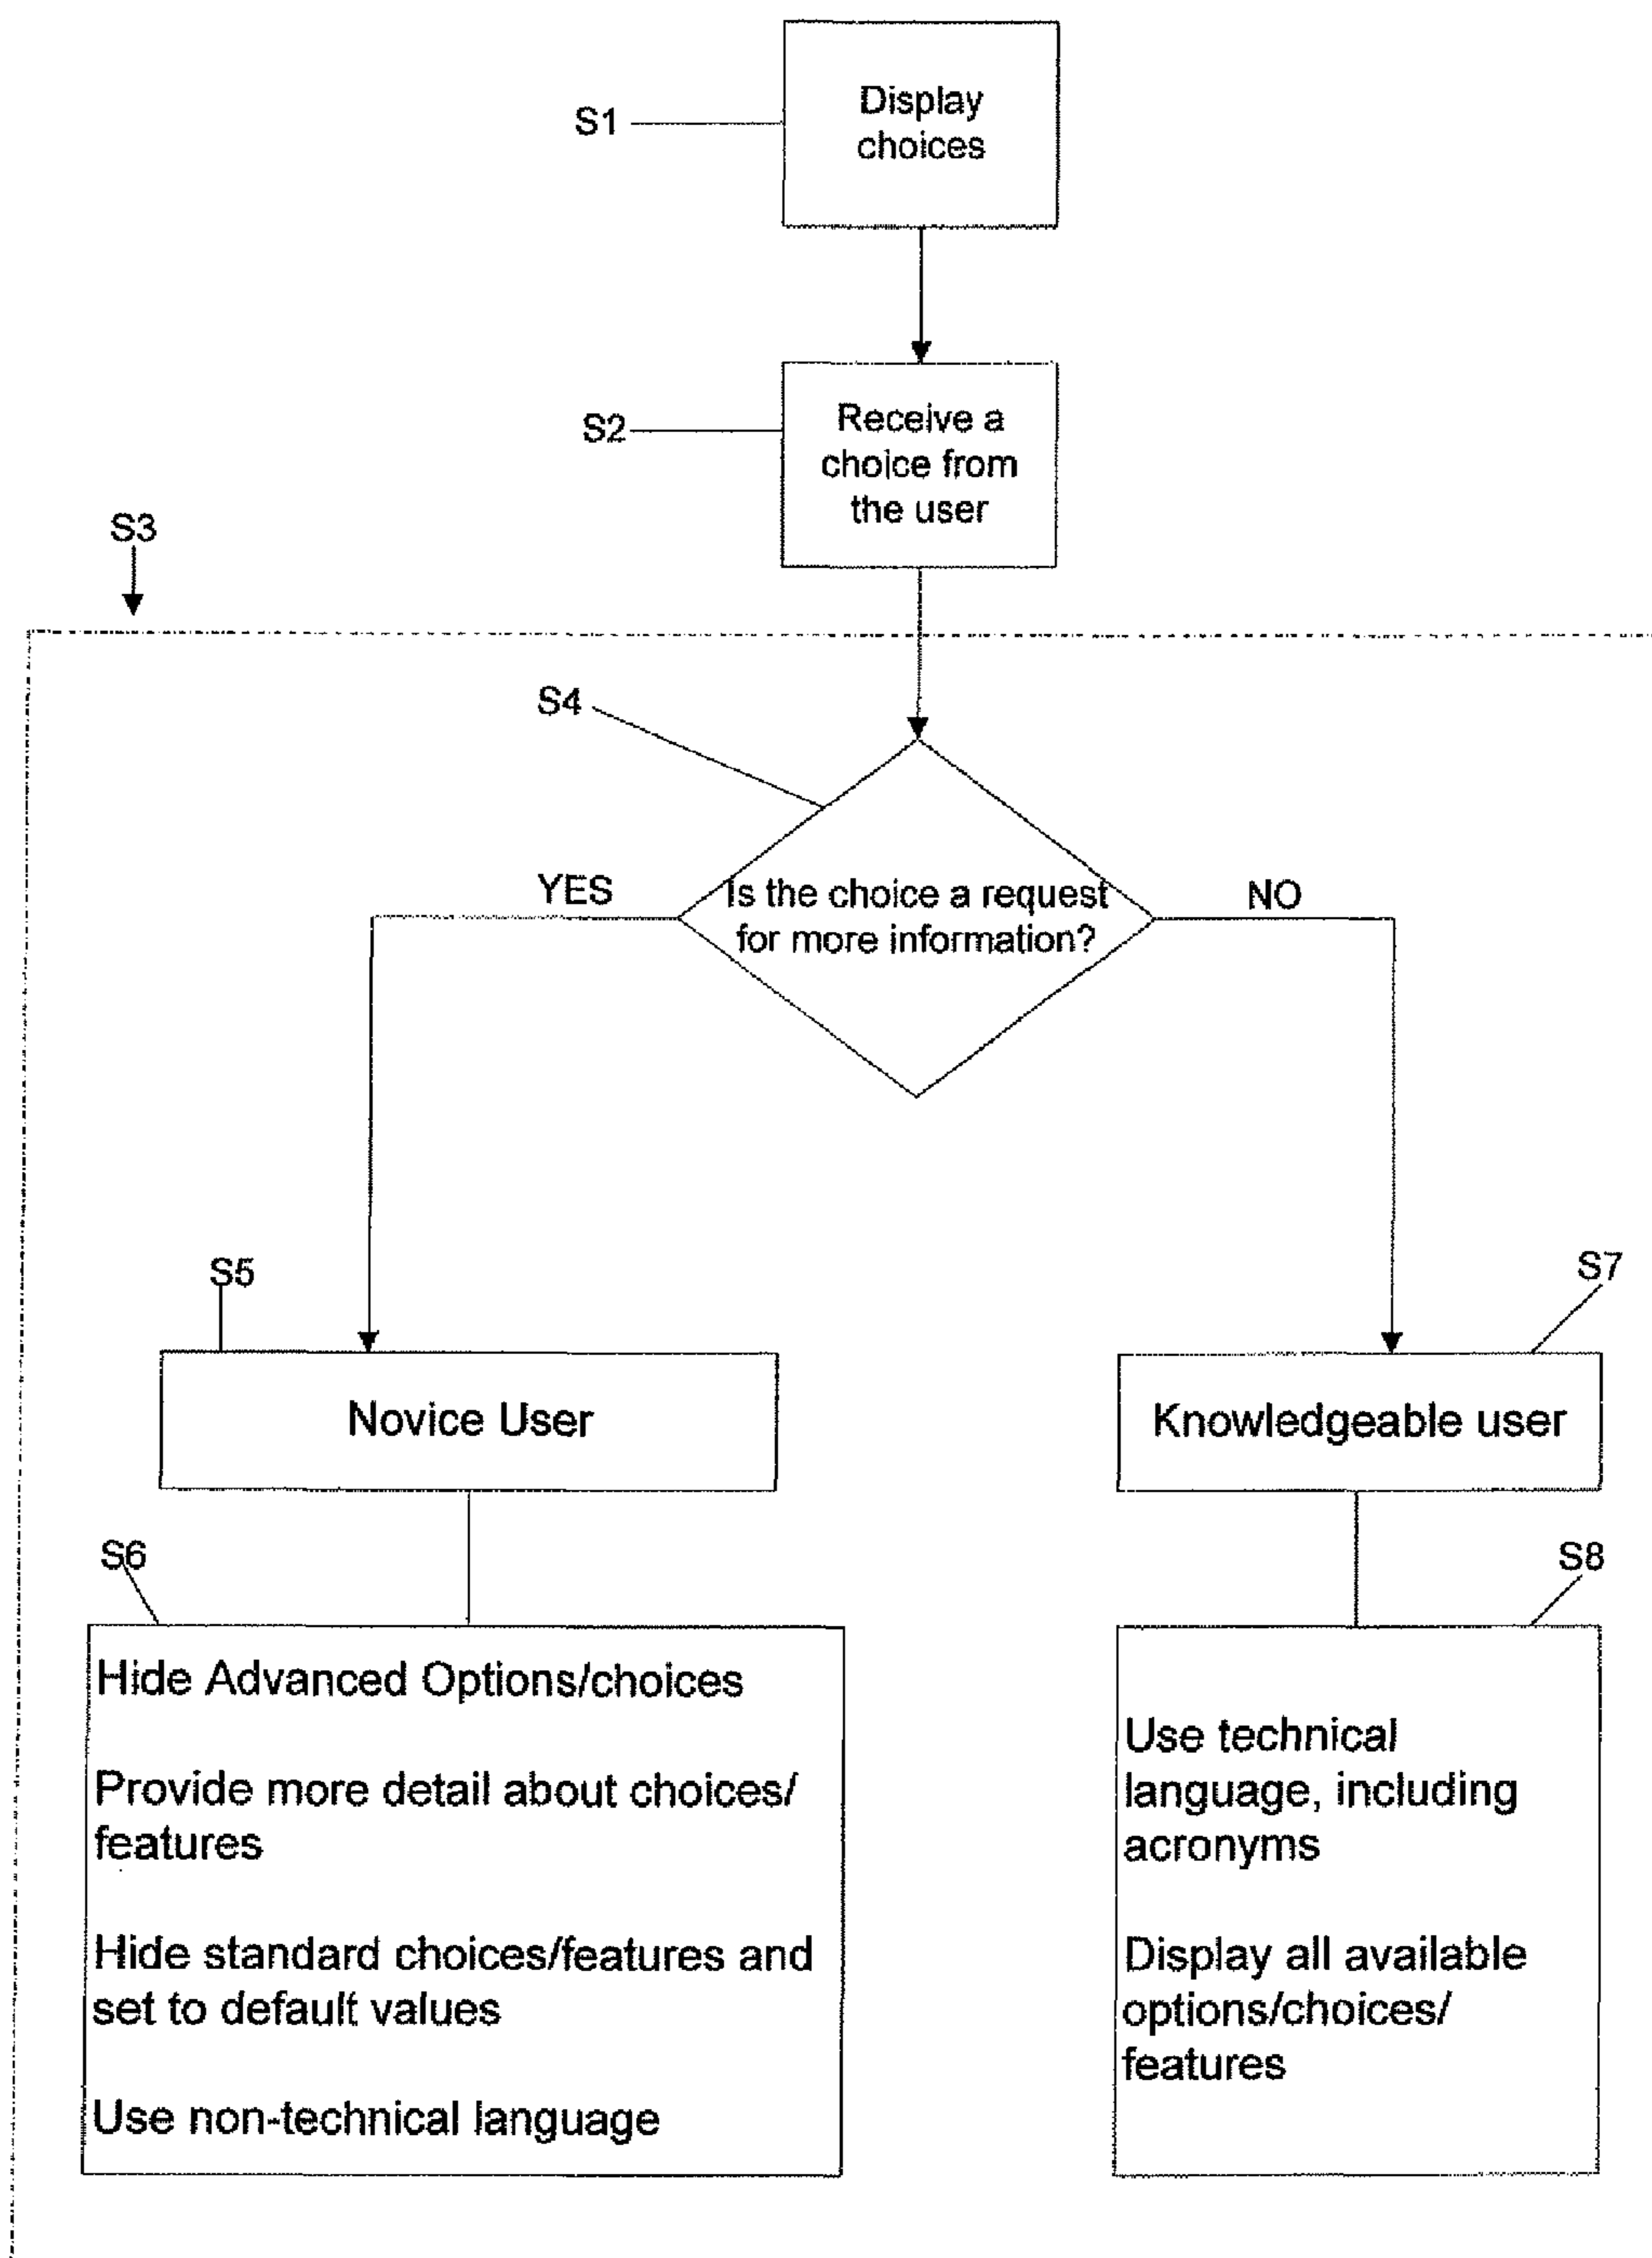 S1
Display
choices
S2
Receive a
choice from
the user
S3
S4
YES
Is the choice a request
for more information?
NO
S5
Novice User
S7
Knowledgeable user
S6
Hide Advanced Options/choices
Provide more detail about choices/
features
Hide standard choices/features and
set to default values
Use non-technical language
S8
Use technical
language, including
acronyms
Display all available
options/choices/
features